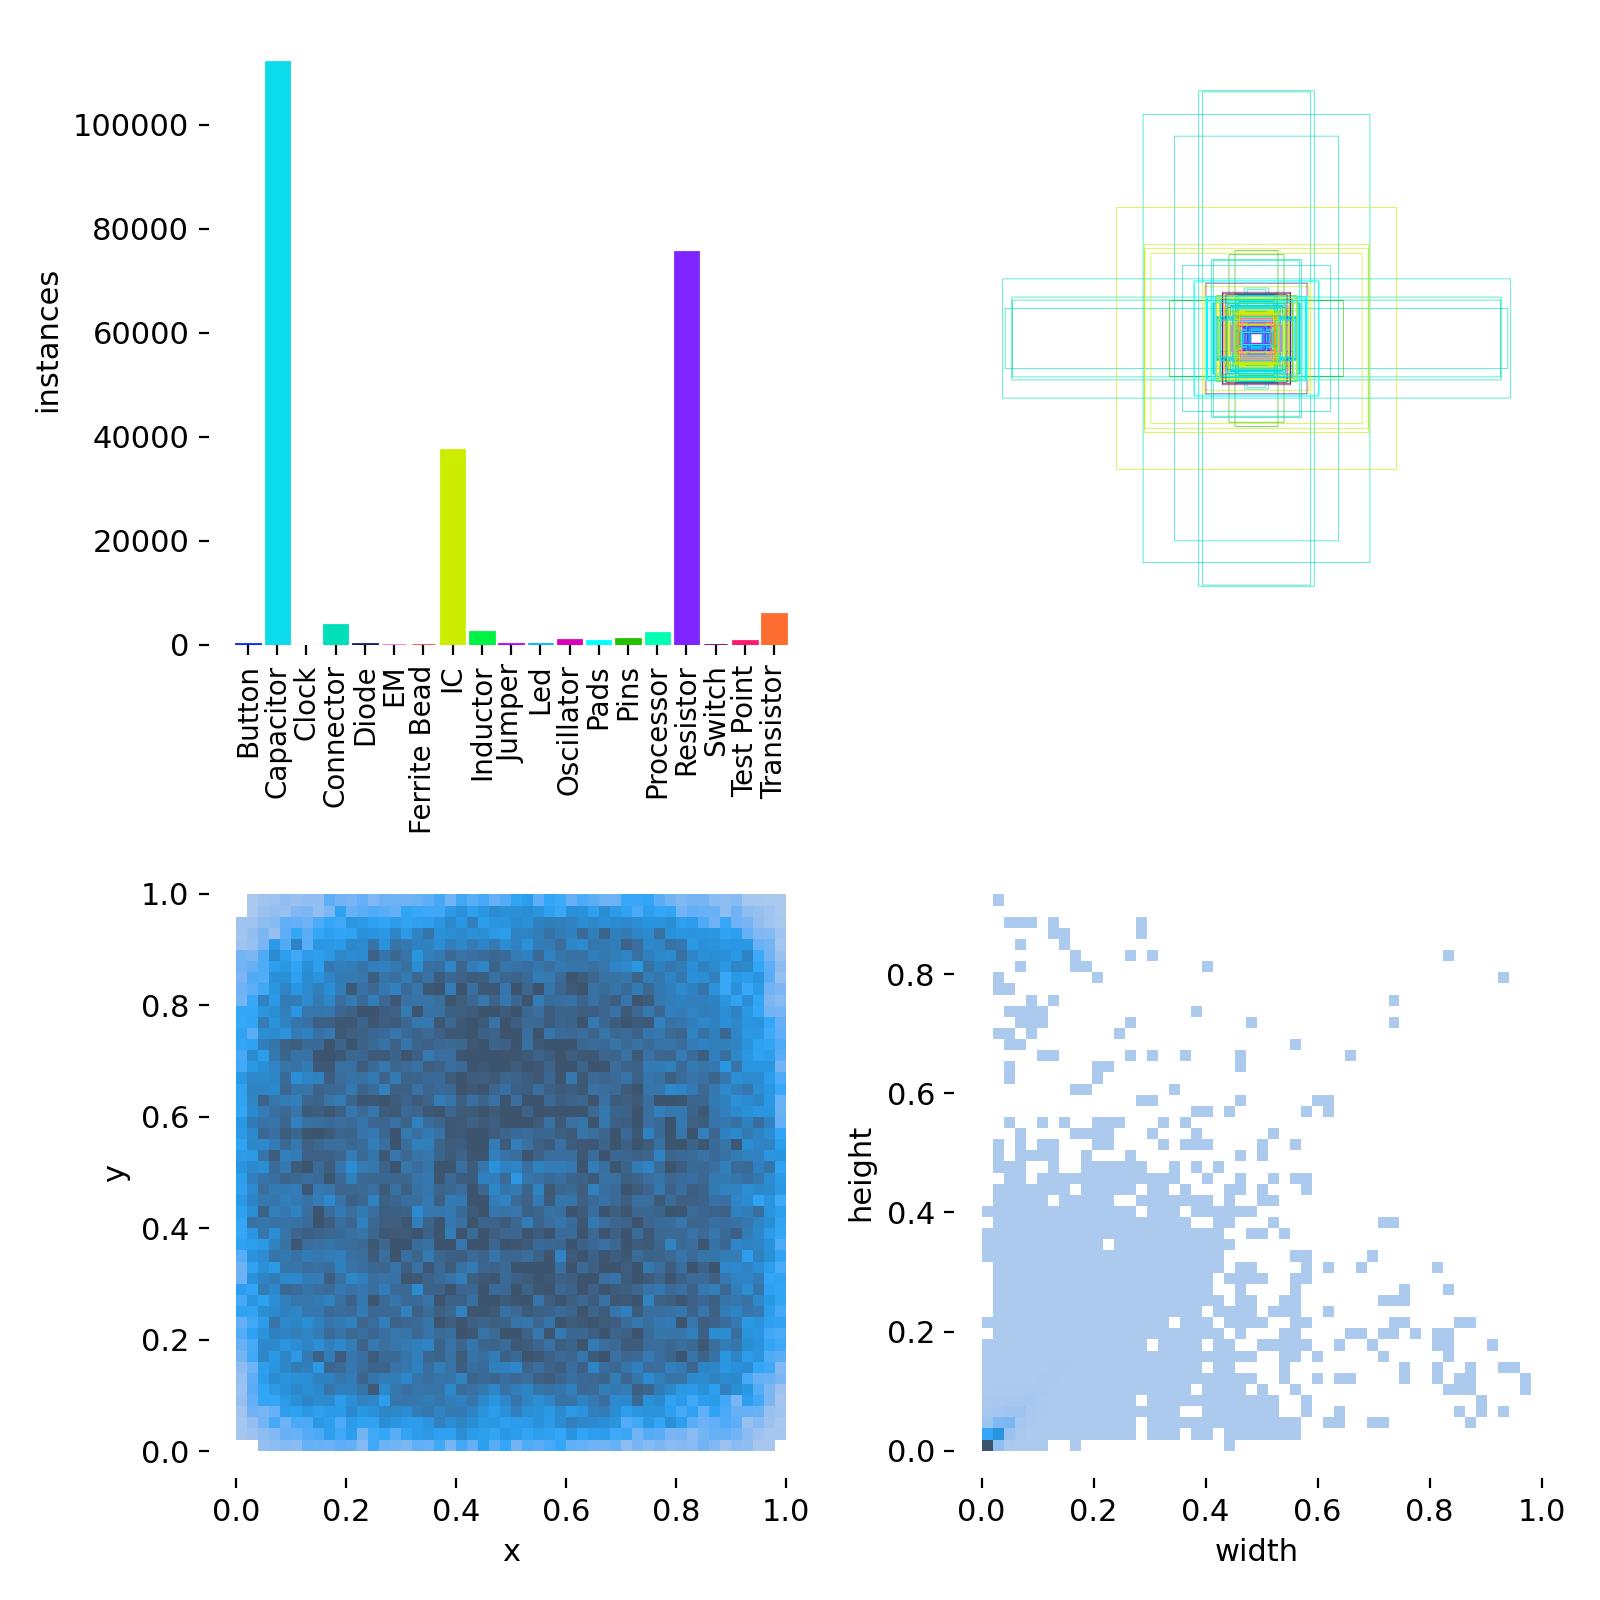 100000
80000
60000
40000
20000
0
instances
Button
Capacitor
Clock
Connector
Diode
EM
Ferrite Bead
IC
Inductor
Jumper
Led
Oscillator
Pads
Pins
Processor
Resistor
Switch
Test Point
Transistor
1.0
0.8
0.6
0.4
0.2
0.0
y
0.0 0.2 0.4 0.6 0.8 1.0
x
0.8
0.6
0.4
0.2
0.0
height
0.0 0.2 0.4 0.6 0.8 1.0
width